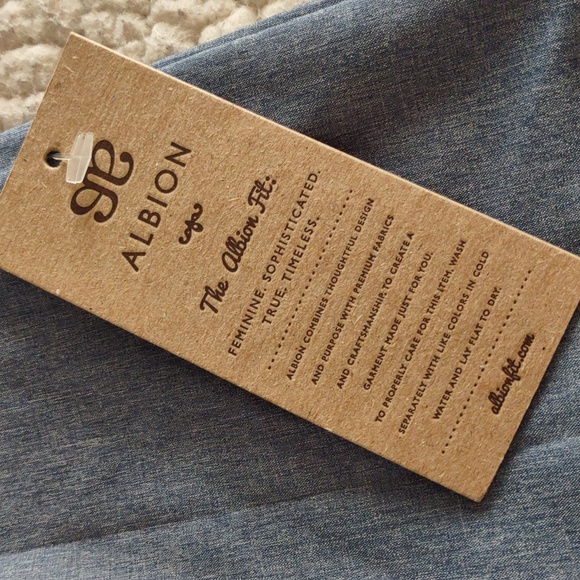 ab
ALBION
The Albion Fit:
FEMININE. SOPHISTICATED.
TRUE. TIMELESS.
ALBION COMBINES THOUGHTFUL DESIGN
AND PURPOSE WITH PREMIUM FABRICS
AND CRAFTSMANSHIP TO CREATE A
GARMENT MADE JUST FOR YOU.
TO PROPERLY CARE FOR THIS ITEM, WASH
SEPARATELY WITH LIKE COLORS IN COLD
WATER AND LAY FLAT TO DRY.
albionfit.com